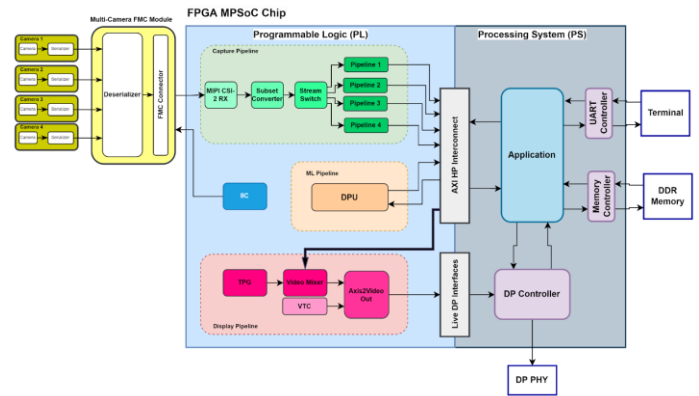 FPGA MPSoC Chip
Multi-Camera FMC Module
Programmable Logic (PL)
Processing System (PS)
Camera 1
Camera
Serializer
Camera 2
Camera
Serializer
Camera 3
Camera
Serializer
Camera 4
Camera
Serializer
Deserializer
FMC Connector
Capture Pipeline
MIPI CSI-
2 RX
Subset
Converter
Stream
Switch
Pipeline 1
Pipeline 2
Pipeline 3
Pipeline 4
ML Pipeline
DPU
IIC
AXI HP Interconnect
Application
UART
Controller
Terminal
Memory
Controller
DDR
Memory
TPG
Video Mixer
VTC
Axis2Video
Out
Display Pipeline
Live DP Interfaces
DP Controller
DP PHY